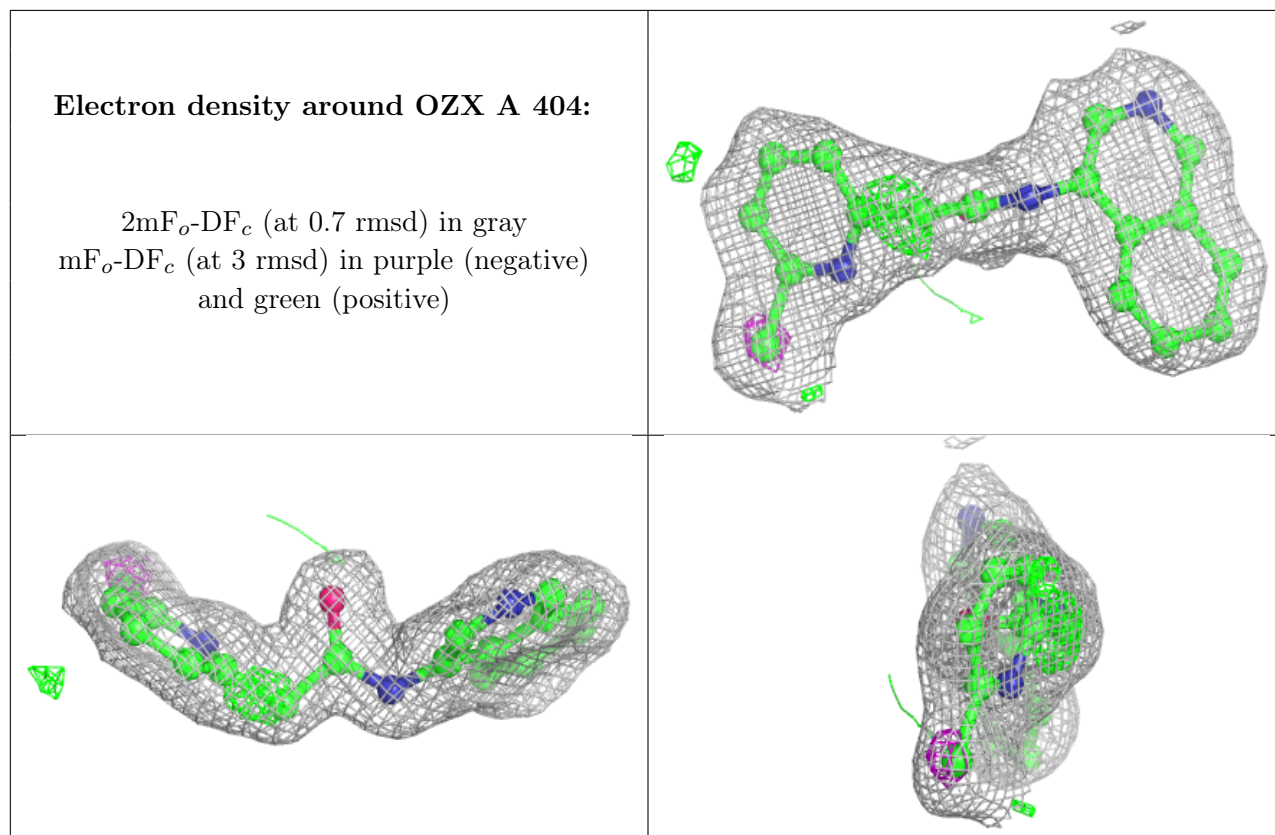 Electron density around OZX A 404:
2mFo-DFc (at 0.7 rmsd) in gray
mFo-DFc (at 3 rmsd) in purple (negative)
and green (positive)